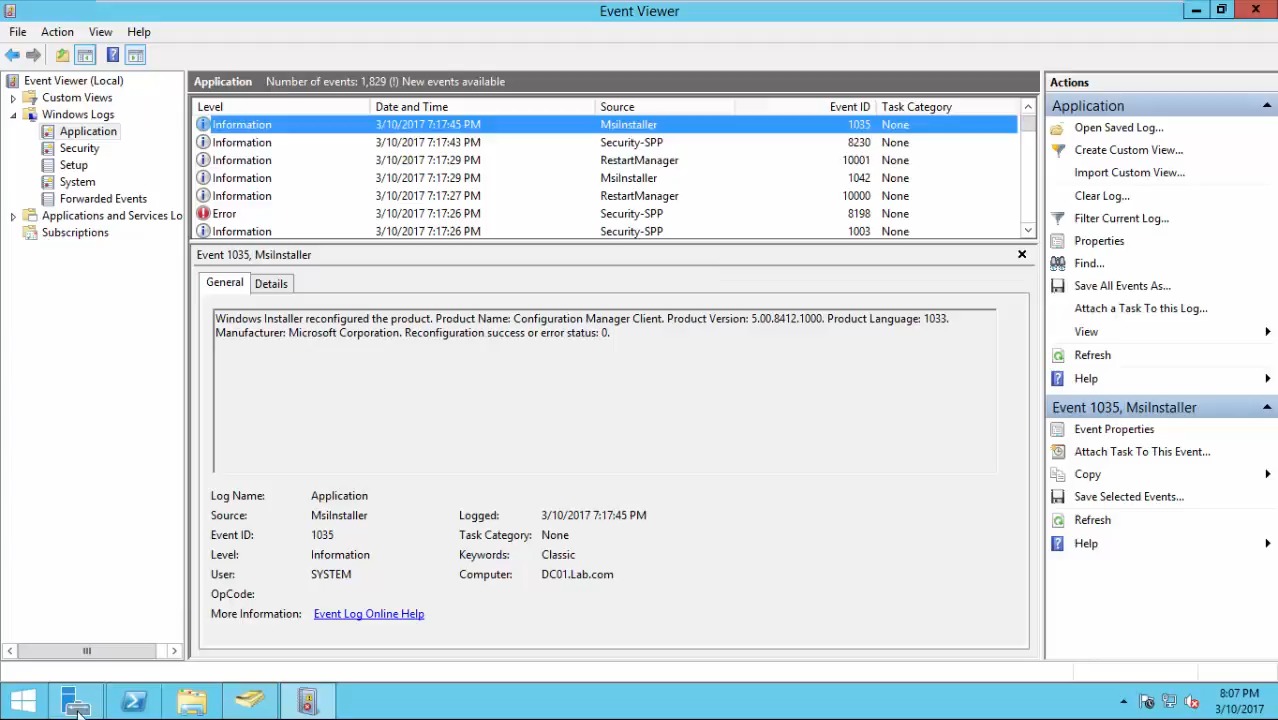 Event Viewer
File Action View Help
Event Viewer (Local)
Custom Views
Windows Logs
Application
Security
Setup
System
Forwarded Events
Applications and Services Lo
Subscriptions
Application Number of events: 1,829 (!) New events available
Level Date and Time Source Event ID Task Category
Information 3/10/2017 7:17:45 PM MsiInstaller 1035 None
Information 3/10/2017 7:17:43 PM Security-SPP 8230 None
Information 3/10/2017 7:17:29 PM RestartManager 10001 None
Information 3/10/2017 7:17:29 PM MsiInstaller 1042 None
Information 3/10/2017 7:17:27 PM RestartManager 10000 None
Error 3/10/2017 7:17:26 PM Security-SPP 8198 None
Information 3/10/2017 7:17:26 PM Security-SPP 1003 None
Event 1035, MsiInstaller
General Details
Windows Installer reconfigured the product. Product Name: Configuration Manager Client. Product Version: 5.00.8412.1000. Product Language: 1033.
Manufacturer: Microsoft Corporation. Reconfiguration success or error status: 0.
Log Name: Application
Source: MsiInstaller Logged: 3/10/2017 7:17:45 PM
Event ID: 1035 Task Category: None
Level: Information Keywords: Classic
User: SYSTEM Computer: DC01.Lab.com
OpCode:
More Information: Event Log Online Help
Actions
Application
Open Saved Log...
Create Custom View...
Import Custom View...
Clear Log...
Filter Current Log...
Properties
Find...
Save All Events As...
Attach a Task To this Log...
View
Refresh
Help
Event 1035, MsiInstaller
Event Properties
Attach Task To This Event...
Copy
Save Selected Events...
Refresh
Help
8:07 PM
3/10/2017